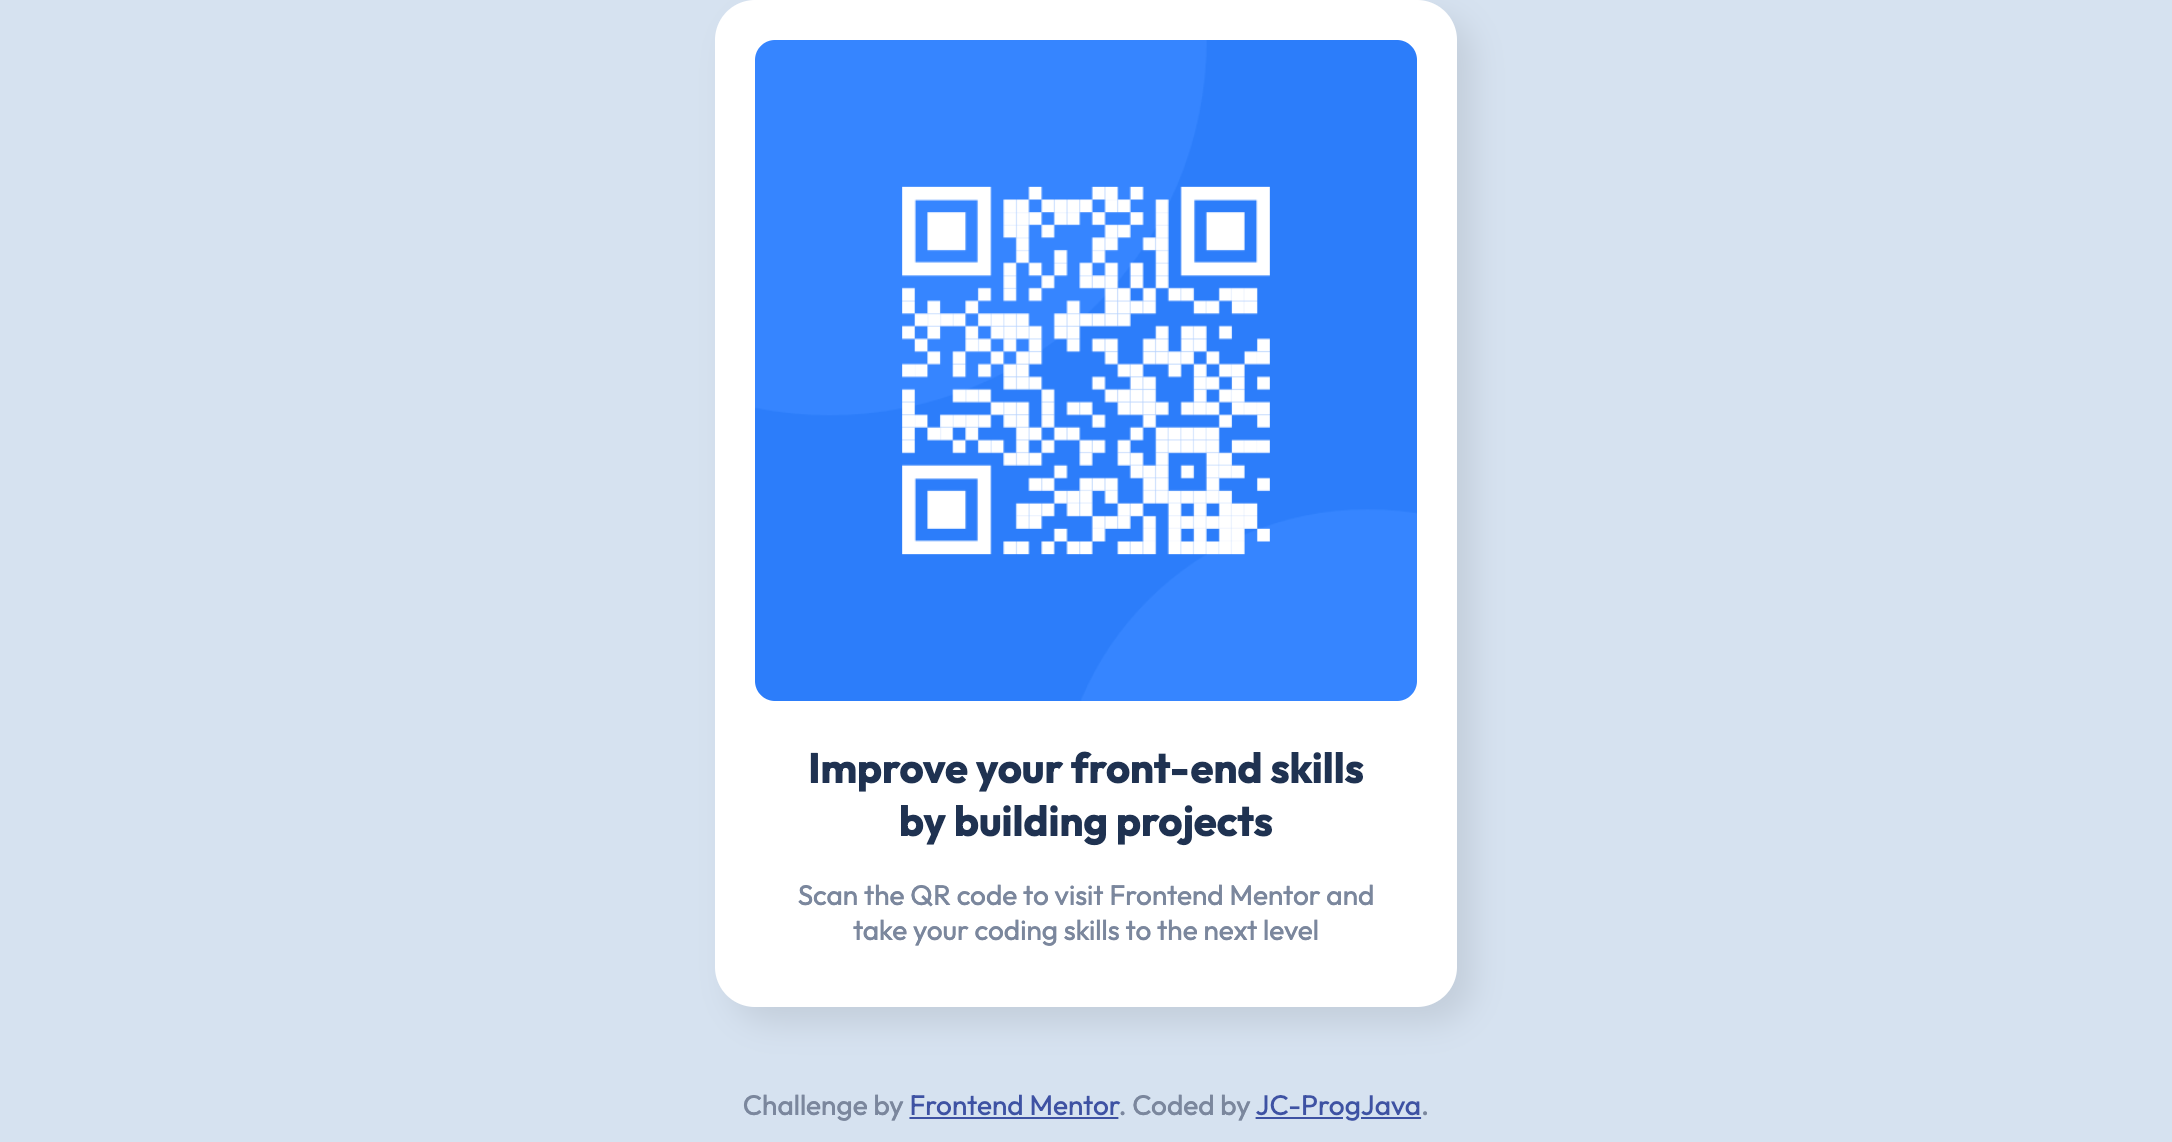 Improve your front-end skills
by building projects
Scan the QR code to visit Frontend Mentor and
take your coding skills to the next level
Challenge by Frontend Mentor. Coded by JC-ProgJava.